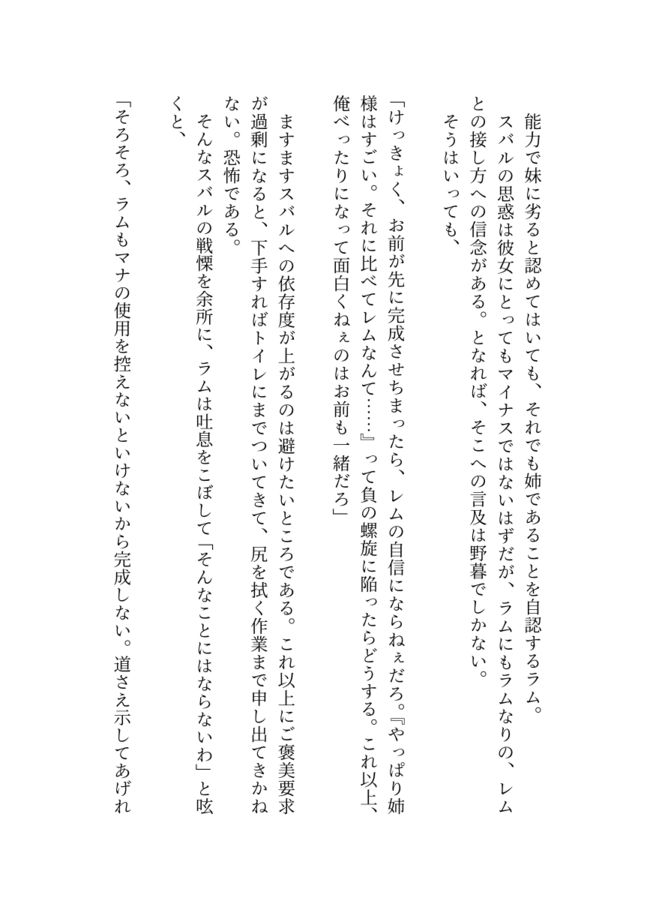 能力で妹に劣ると認めてはいても、それでも姉であることを自認するラム。
スバルの思惑は彼女にとってもマイナスではないはずだが、ラムにもラムなりの、レム
との接し方への信念がある。となれば、そこへの言及は野暮でしかない。
そうはいっても、
「けっきょく、お前が先に完成させちまったら、レムの自信にならねぇだろ。『やっぱり姉
様はすごい。それに比べてレムなんて……』って負の螺旋に陥ったらどうする。これ以上、
俺べったりになって面白くねぇのはお前も一緒だろ」
ますますスバルへの依存度が上がるのは避けたいところである。これ以上にご褒美要求
が過剰になると、下手すればトイレにまでついてきて、尻を拭く作業まで申し出てきかね
ない。恐怖である。
そんなスバルの戦慄を余所に、ラムは吐息をこぼして「そんなことにはならないわ」と呟
くと、
「そろそろ、ラムもマナの使用を控えないといけないから完成しない。道さえ示してあげれ